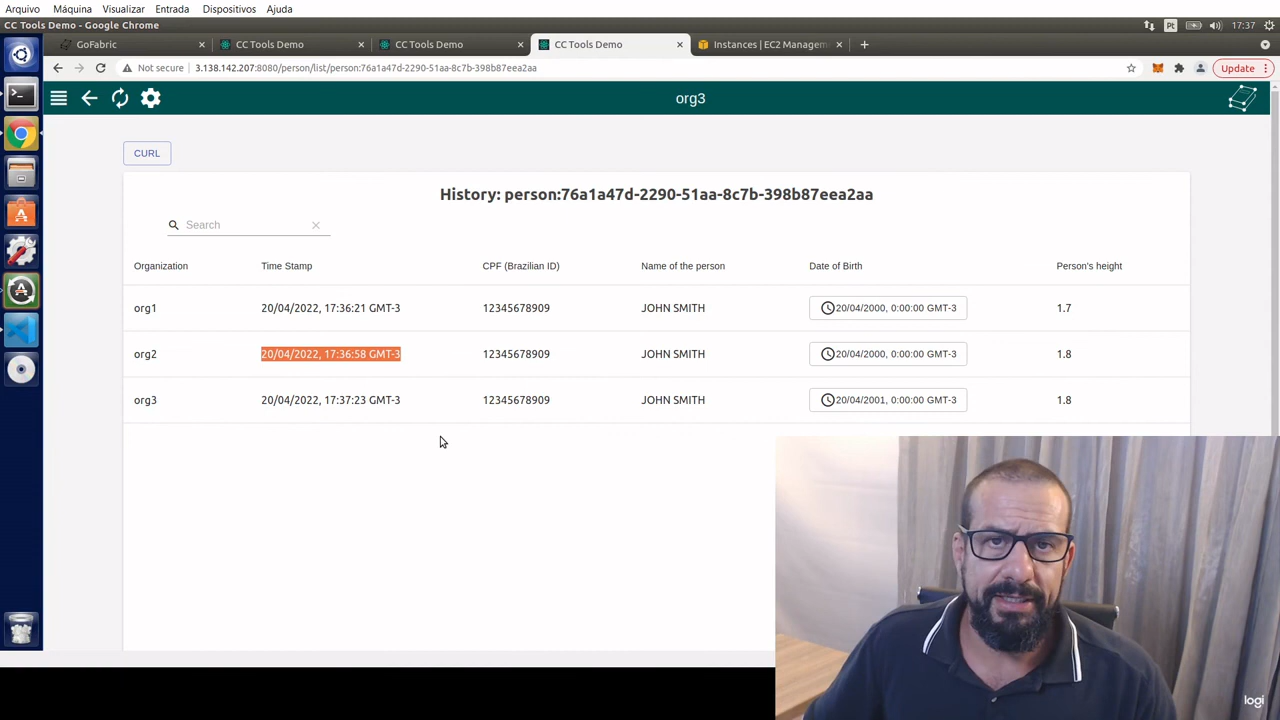 Arquivo Máquina Visualizar Entrada Dispositivos Ajuda
CC Tools Demo - Google Chrome
Pt 17:37
GoFabric CC Tools Demo CC Tools Demo CC Tools Demo Instances | EC2 Managem
Not secure 3.138.142.207:8080/person/list/person:76a1a47d-2290-51aa-8c7b-398b87eea2aa Update
org3
CURL
History: person:76a1a47d-2290-51aa-8c7b-398b87eea2aa
Search
Organization Time Stamp CPF (Brazilian ID) Name of the person Date of Birth Person's height
org1 20/04/2022, 17:36:21 GMT-3 12345678909 JOHN SMITH 20/04/2000, 0:00:00 GMT-3 1.7
org2 20/04/2022, 17:36:58 GMT-3 12345678909 JOHN SMITH 20/04/2000, 0:00:00 GMT-3 1.8
org3 20/04/2022, 17:37:23 GMT-3 12345678909 JOHN SMITH 20/04/2001, 0:00:00 GMT-3 1.8
logi